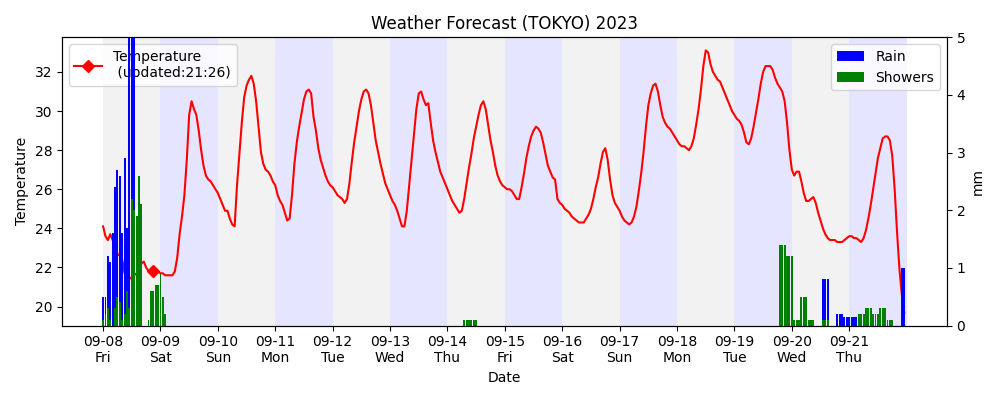 Weather Forecast (TOKYO) 2023
Temperature
(updated:21:26)
Rain
Showers
Temperature
32
30
28
26
24
22
20
5
4
3
2
1
0
mm
09-08 09-09 09-10 09-11 09-12 09-13 09-14 09-15 09-16 09-17 09-18 09-19 09-20 09-21
Fri Sat Sun Mon Tue Wed Thu Fri Sat Sun Mon Tue Wed Thu
Date